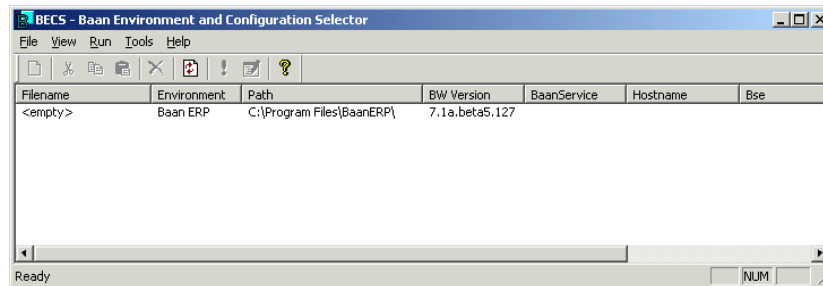 BECS - Baan Environment and Configuration Selector
File View Run Tools Help
Filename Environment Path BW Version BaanService Hostname Bse
<empty> Baan ERP C:\Program Files\BaanERP\ 7.1a.beta5.127
Ready NUM